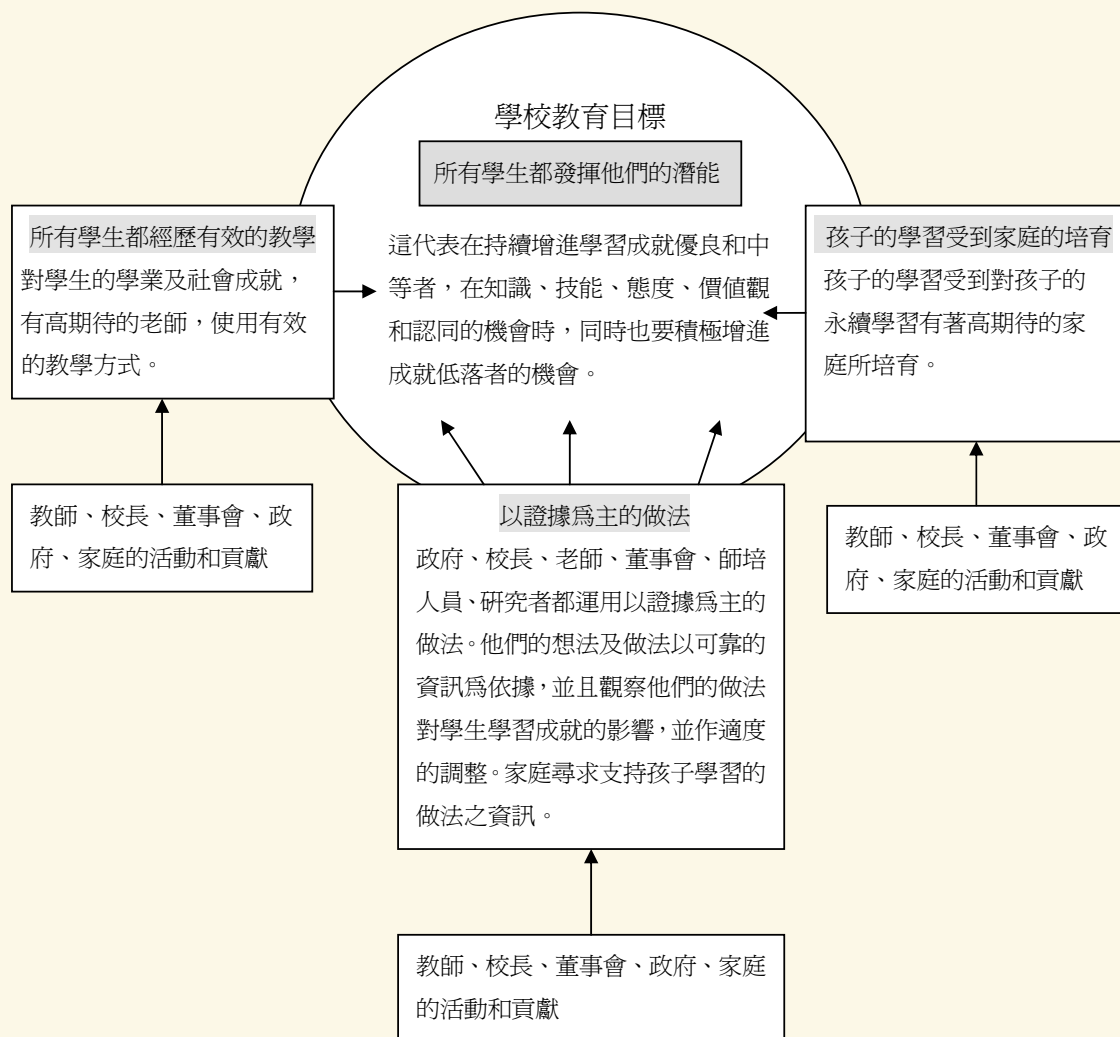 學校教育目標
所有學生都發揮他們的潛能
這代表在持續增進學習成就優良和中
等者，在知識、技能、態度、價值觀
和認同的機會時，同時也要積極增進
成就低落者的機會。
所有學生都經歷有效的教學
對學生的學業及社會成就，
有高期待的老師，使用有效
的教學方式。
孩子的學習受到家庭的培育
孩子的學習受到對孩子的
永續學習有著高期待的家
庭所培育。
教師、校長、董事會、政
府、家庭的活動和貢獻
以證據為主的做法
政府、校長、老師、董事會、師培
人員、研究者都運用以證據為主的
做法。他們的想法及做法以可靠的
資訊為依據，並且觀察他們的做法
對學生學習成就的影響，並作適度
的調整。家庭尋求支持孩子學習的
做法之資訊。
教師、校長、董事會、政
府、家庭的活動和貢獻
教師、校長、董事會、政府、家庭
的活動和貢獻